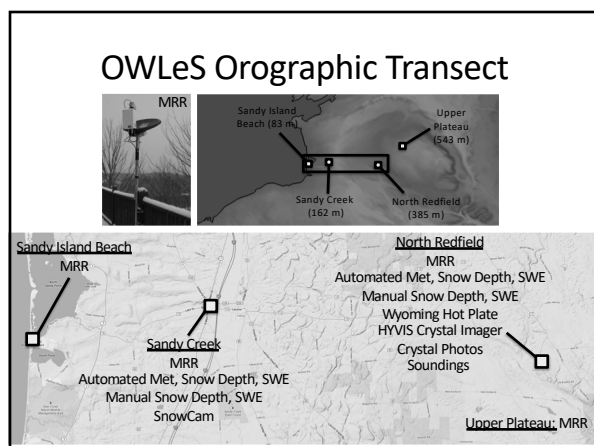 OWLeS Orographic Transect
MRR
Sandy Island
Beach (83 m)
Upper
Plateau
(543 m)
Sandy Creek
(162 m)
North Redfield
(385 m)
Sandy Island Beach
MRR
Sandy Creek
MRR
Automated Met, Snow Depth, SWE
Manual Snow Depth, SWE
SnowCam
North Redfield
MRR
Automated Met, Snow Depth, SWE
Manual Snow Depth, SWE
Wyoming Hot Plate
HYVIS Crystal Imager
Crystal Photos
Soundings
Upper Plateau: MRR